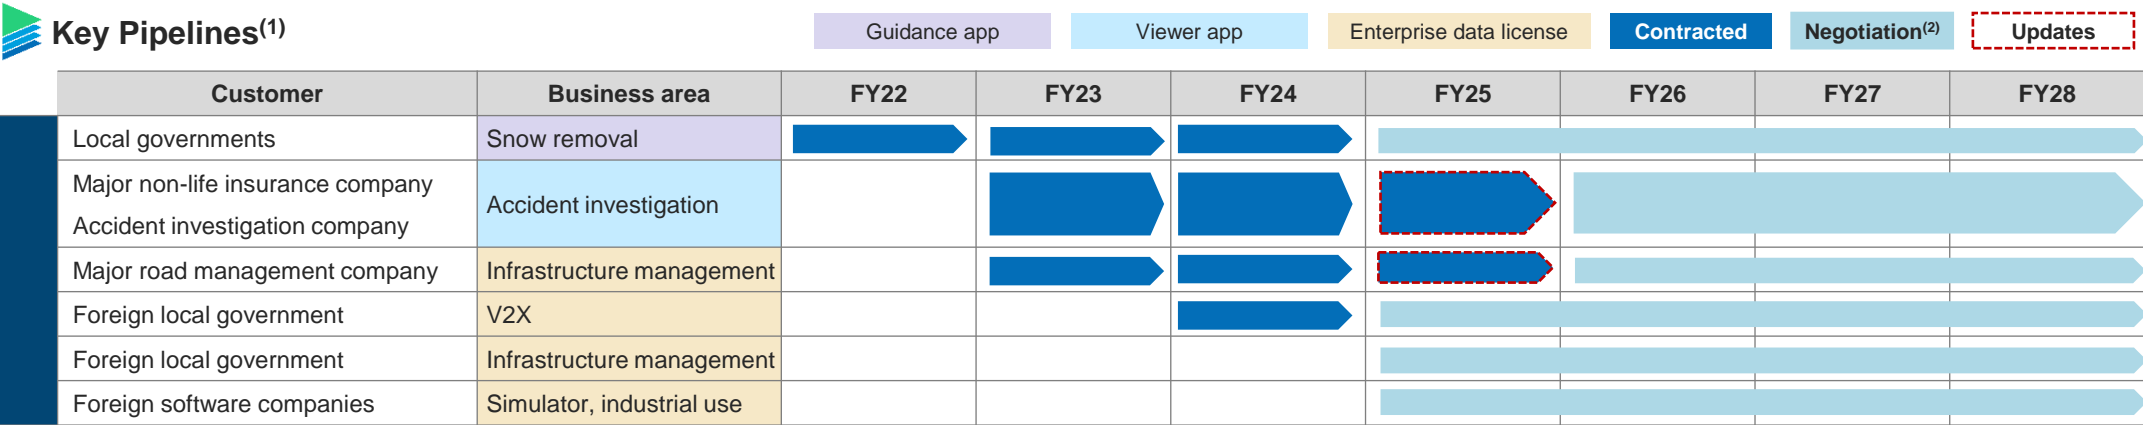 Key Pipelines(1)
Guidance app
Viewer app
Enterprise data license
Contracted
Negotiation(2)
Updates
Customer
Business area
FY22
FY23
FY24
FY25
FY26
FY27
FY28
Local governments
Snow removal
Major non-life insurance company
Accident investigation company
Accident investigation
Major road management company
Infrastructure management
Foreign local government
V2X
Foreign local government
Infrastructure management
Foreign software companies
Simulator, industrial use